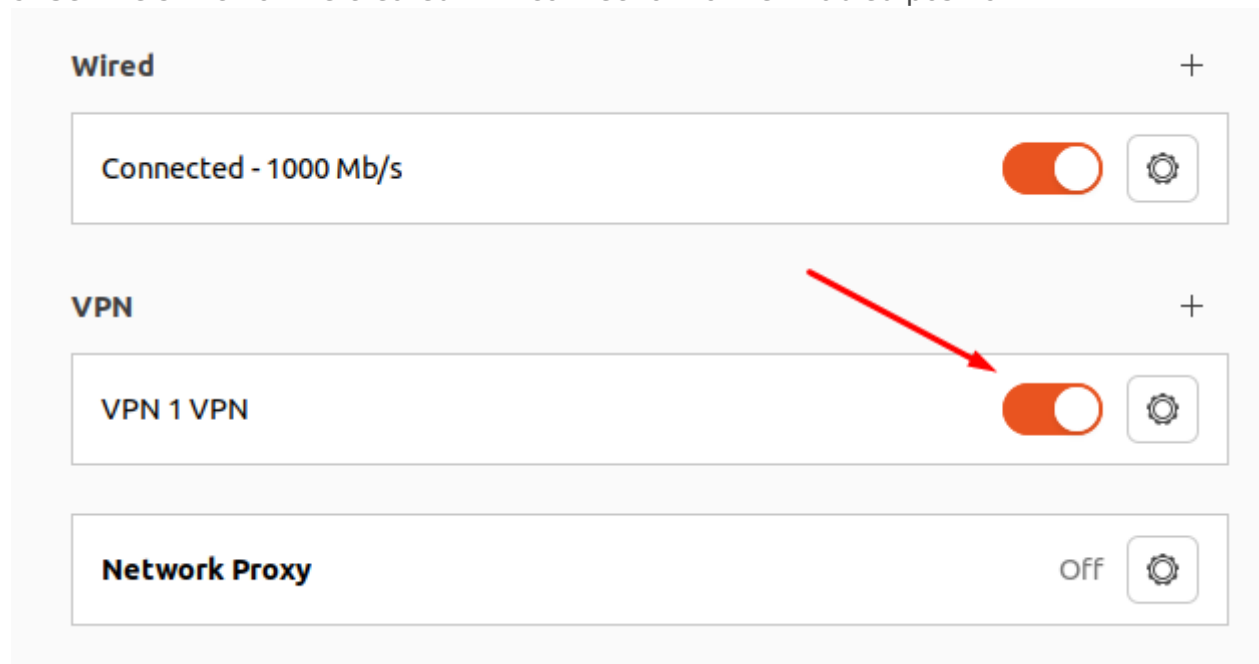 Wired
Connected - 1000 Mb/s
VPN
VPN 1 VPN
Network Proxy
Off